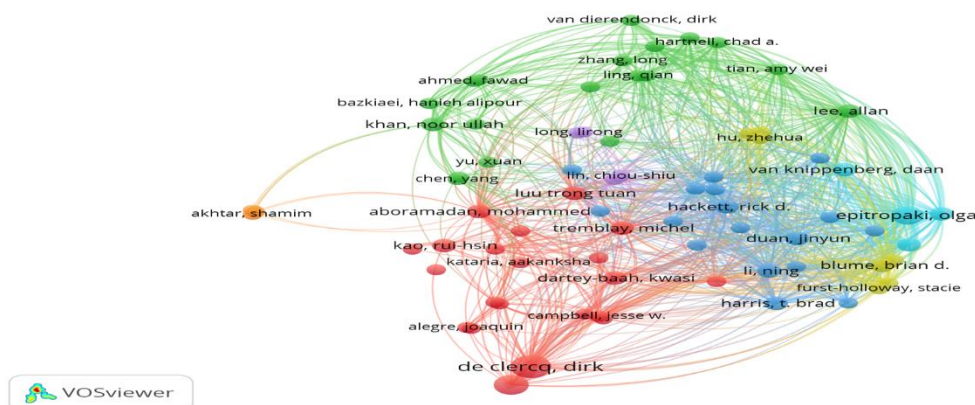 van dierendonck, dirk
hartnell, chad a.
zhang, long
tian, amy wei
ling, qian
ahmed, fawad
bazkiaei, hanieh alipour
lee, allan
khan, noor ullah
long, lirong
hu, zhehua
yu, xuan
van knippenberg, daan
chen, yang
lin, chiou-shiu
luu trong tuan
akhtar, shamim
aboramadan, mohammed
hackett, rick d.
epitropaki, olga
tremblay, michel
duan, jinyun
kao, rui-hsin
kataria, aakanksha
blume, brian d.
li, ning
dartey-baah, kwasi
furst-holloway, stacie
harris, t. brad
campbell, jesse w.
alegre, joaquin
de clercq, dirk
VOSviewer